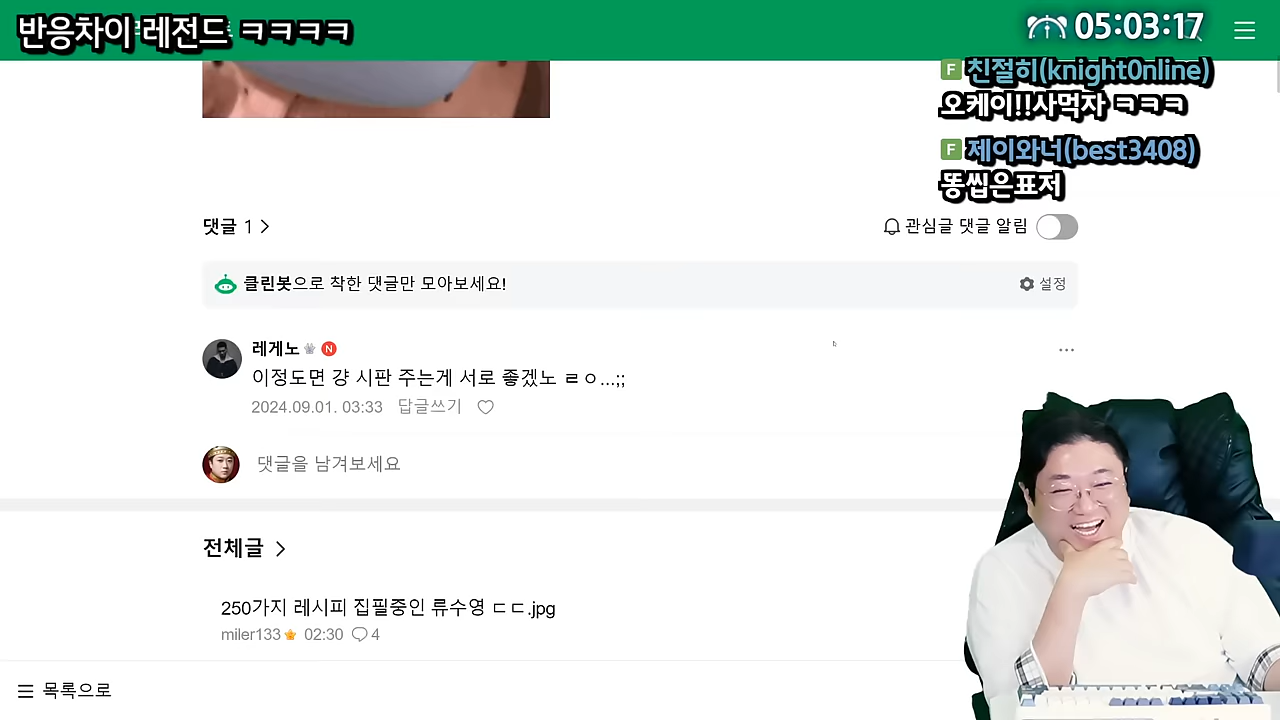 반응차이 레전드 ㅋㅋㅋㅋ
05:03:17
F 친절히(knight0nline)
오케이!!사먹자 ㅋㅋㅋ
F 제이와너(best3408)
똥씹은표저
댓글 1 >
관심글 댓글 알림
클린봇으로 착한 댓글만 모아보세요!
설정
레게노 N
이정도면 걍 시판 주는게 서로 좋겠노 ㄹㅇ...;;
2024.09.01. 03:33 답글쓰기
댓글을 남겨보세요
전체글 >
250가지 레시피 집필중인 류수영 ㄷㄷ.jpg
miler133 02:30 4
목록으로